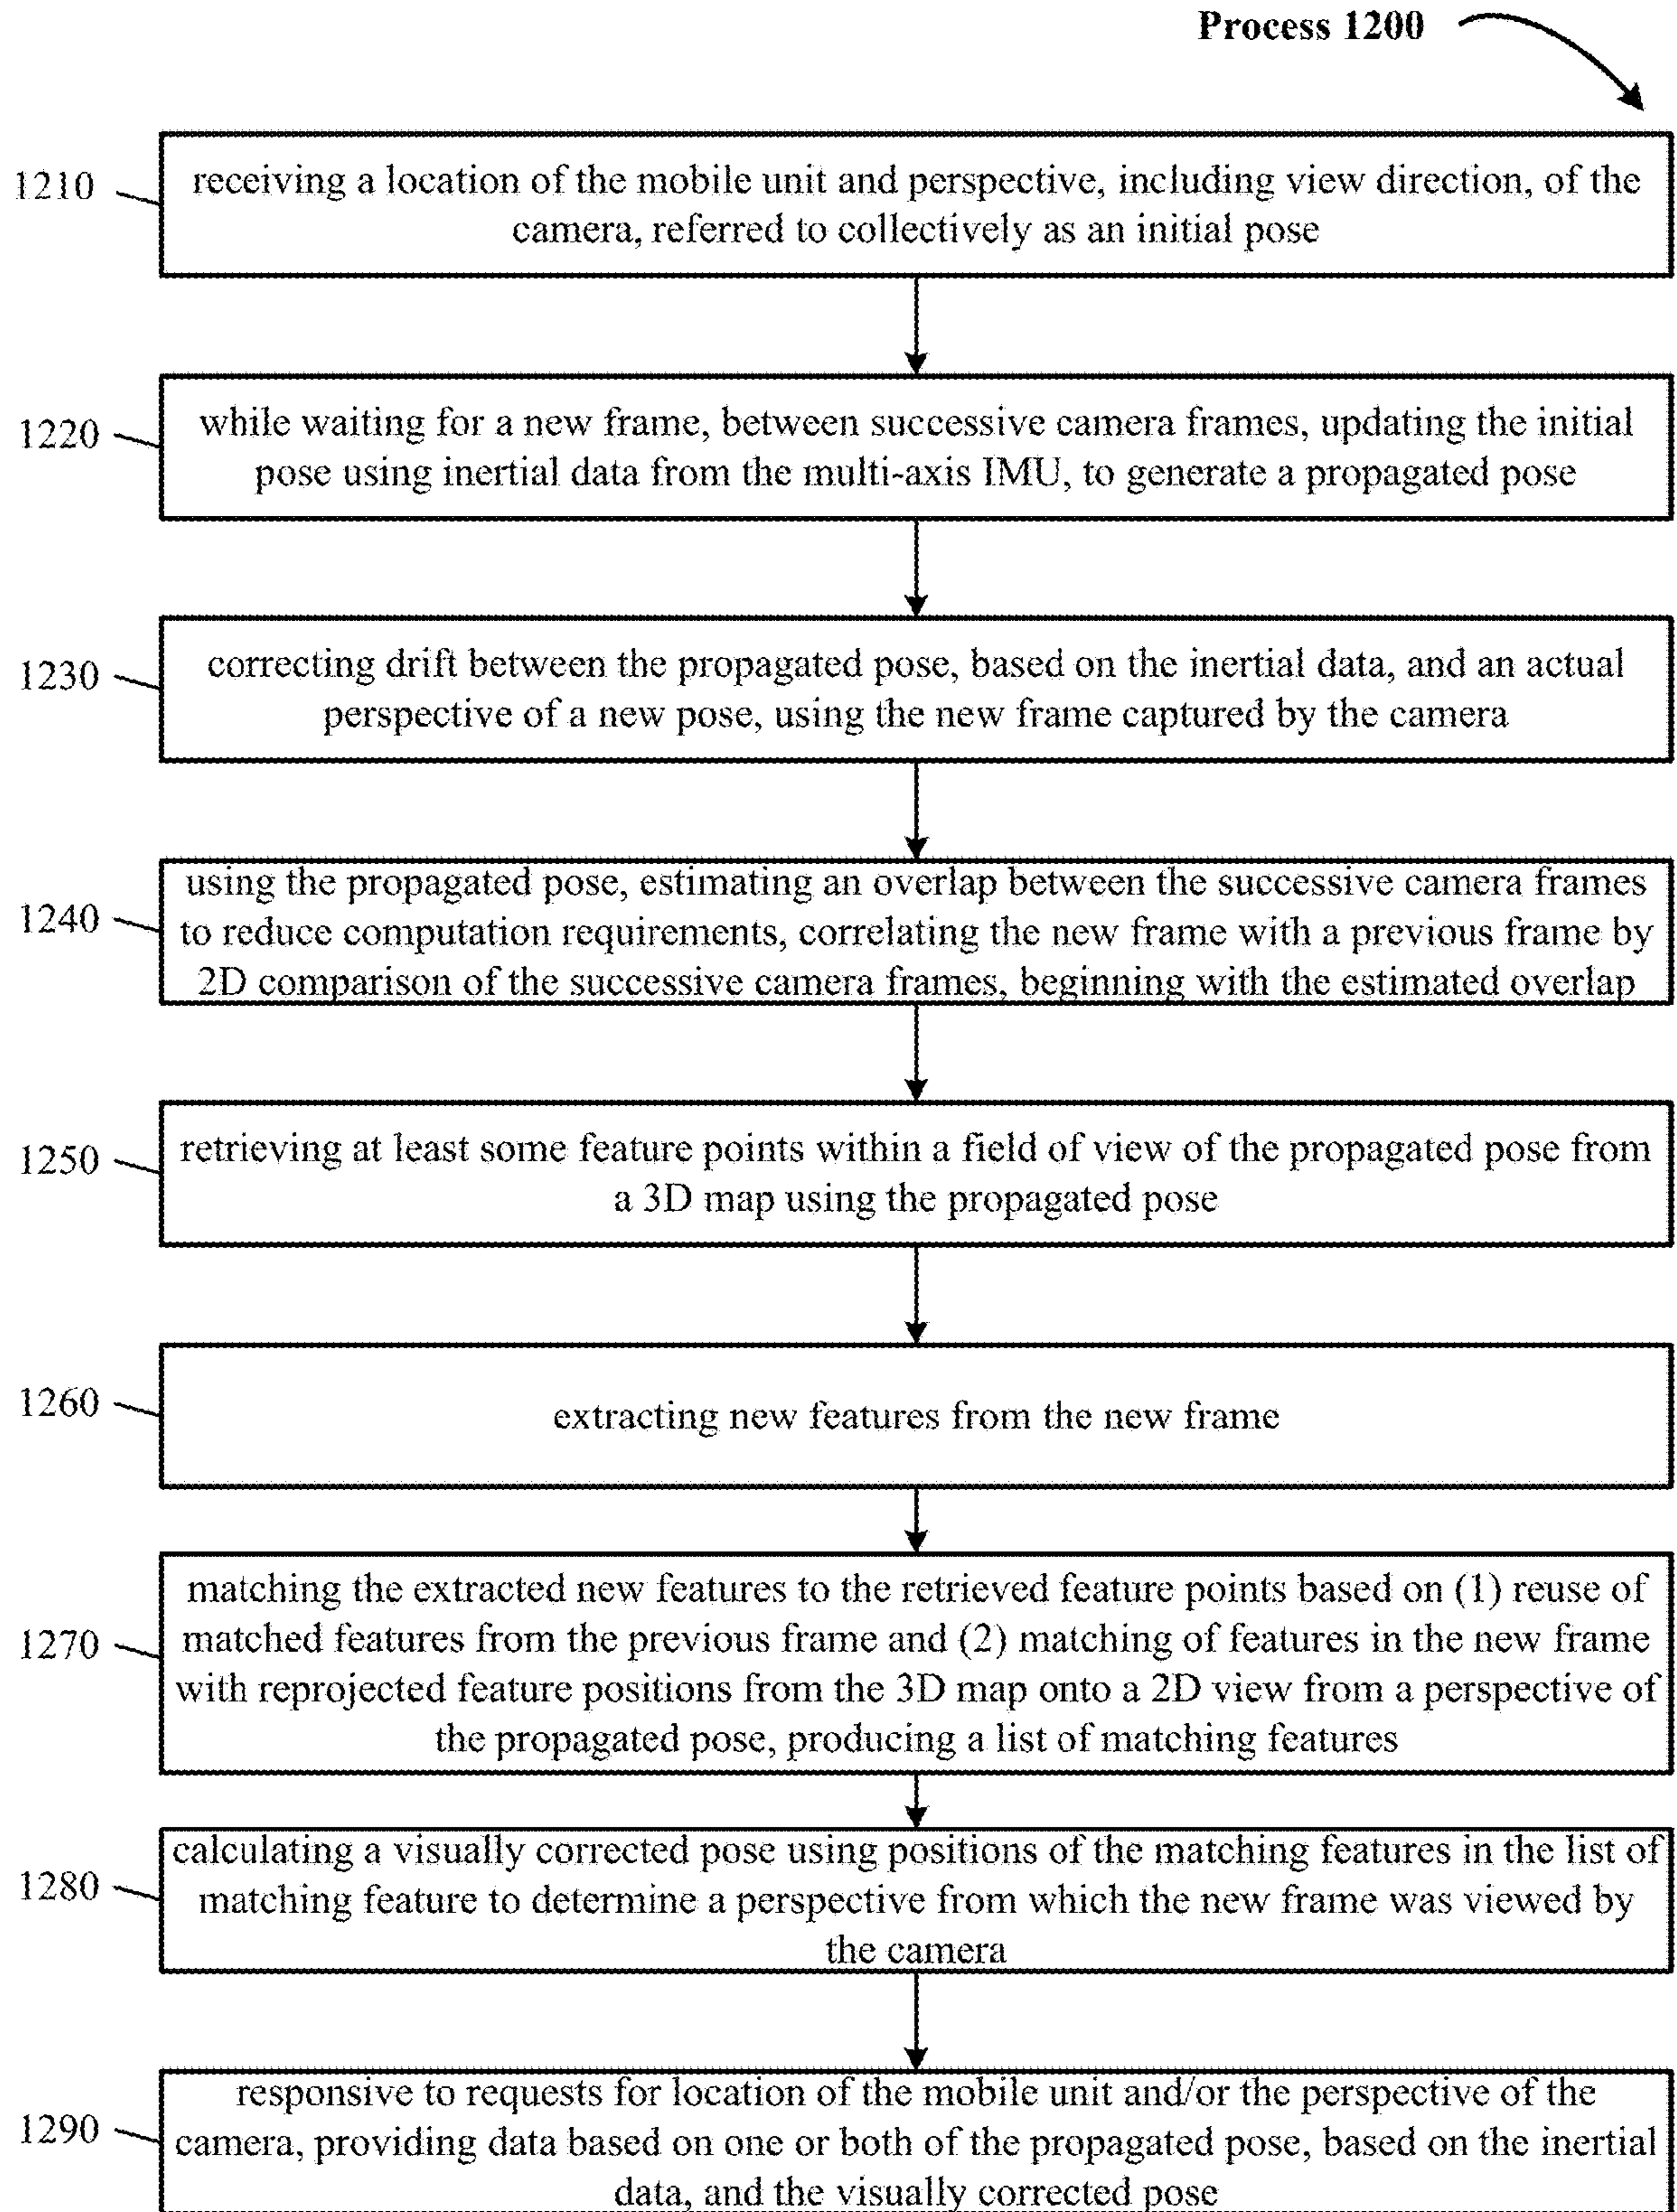 Process 1200
1210
receiving a location of the mobile unit and perspective, including view direction, of the
camera, referred to collectively as an initial pose
1220
while waiting for a new frame, between successive camera frames, updating the initial
pose using inertial data from the multi-axis IMU, to generate a propagated pose
1230
correcting drift between the propagated pose, based on the inertial data, and an actual
perspective of a new pose, using the new frame captured by the camera
1240
using the propagated pose, estimating an overlap between the successive camera frames
to reduce computation requirements, correlating the new frame with a previous frame by
2D comparison of the successive camera frames, beginning with the estimated overlap
1250
retrieving at least some feature points within a field of view of the propagated pose from
a 3D map using the propagated pose
1260
extracting new features from the new frame
1270
matching the extracted new features to the retrieved feature points based on (1) reuse of
matched features from the previous frame and (2) matching of features in the new frame
with reprojected feature positions from the 3D map onto a 2D view from a perspective of
the propagated pose, producing a list of matching features
1280
calculating a visually corrected pose using positions of the matching features in the list of
matching feature to determine a perspective from which the new frame was viewed by
the camera
1290
responsive to requests for location of the mobile unit and/or the perspective of the
camera, providing data based on one or both of the propagated pose, based on the inertial
data, and the visually corrected pose